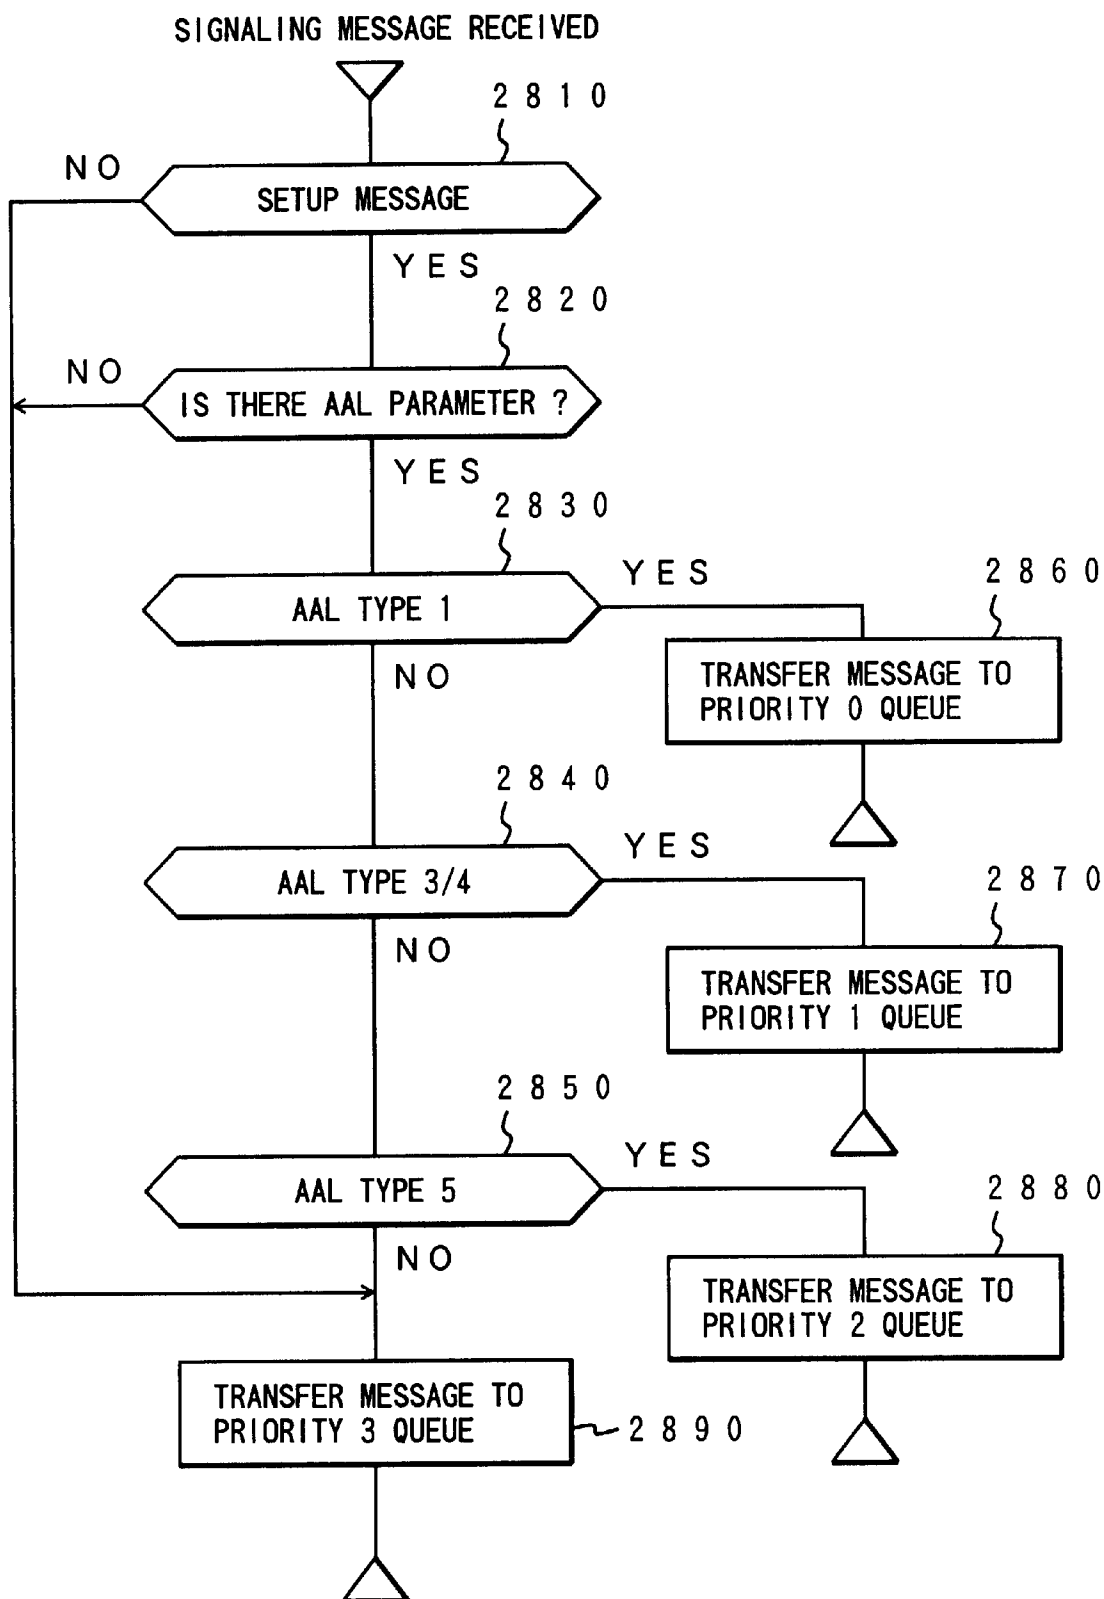 SIGNALING MESSAGE RECEIVED
2810
NO
SETUP MESSAGE
YES
2820
NO
IS THERE AAL PARAMETER ?
YES
2830
YES
AAL TYPE 1
2860
NO
TRANSFER MESSAGE TO
PRIORITY 0 QUEUE
2840
YES
AAL TYPE 3/4
2870
NO
TRANSFER MESSAGE TO
PRIORITY 1 QUEUE
2850
YES
AAL TYPE 5
2880
NO
TRANSFER MESSAGE TO
PRIORITY 2 QUEUE
TRANSFER MESSAGE TO
PRIORITY 3 QUEUE
2890